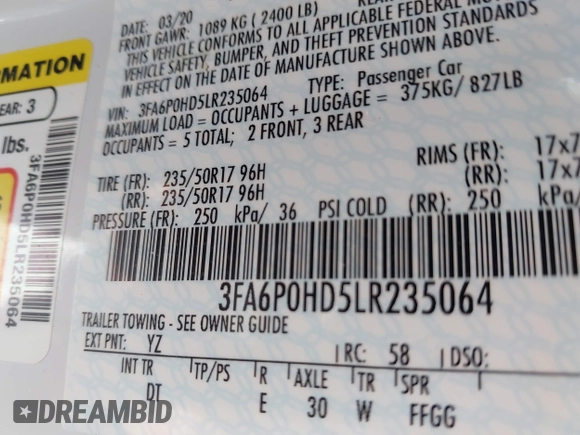 DATE: 03/20
FRONT GAWR: 1089 KG ( 2400 LB)
THIS VEHICLE CONFORMS TO ALL APPLICABLE FEDERAL
VEHICLE SAFETY, BUMPER, AND THEFT PREVENTION STANDARDS
IN EFFECT ON THE DATE OF MANUFACTURE SHOWN ABOVE.
VIN: 3FA6P0HD5LR235064 TYPE: Passenger Car
MAXIMUM LOAD = OCCUPANTS + LUGGAGE = 375KG/ 827LB
OCCUPANTS = 5 TOTAL; 2 FRONT, 3 REAR
TIRE (FR): 235/50R17 96H RIMS (FR): 17x7
(RR): 235/50R17 96H (RR): 17x7
PRESSURE (FR): 250 kPa/ 36 PSI COLD (RR): 250 kPa/
3FA6P0HD5LR235064
TRAILER TOWING - SEE OWNER GUIDE
EXT PNT: YZ RC: 58 DSO:
INT TR TP/PS R AXLE TR SPR
DT E 30 W FFGG
RMATION
EAR: 3
lbs.
3FA6P0HD5LR235064
DREAMBID